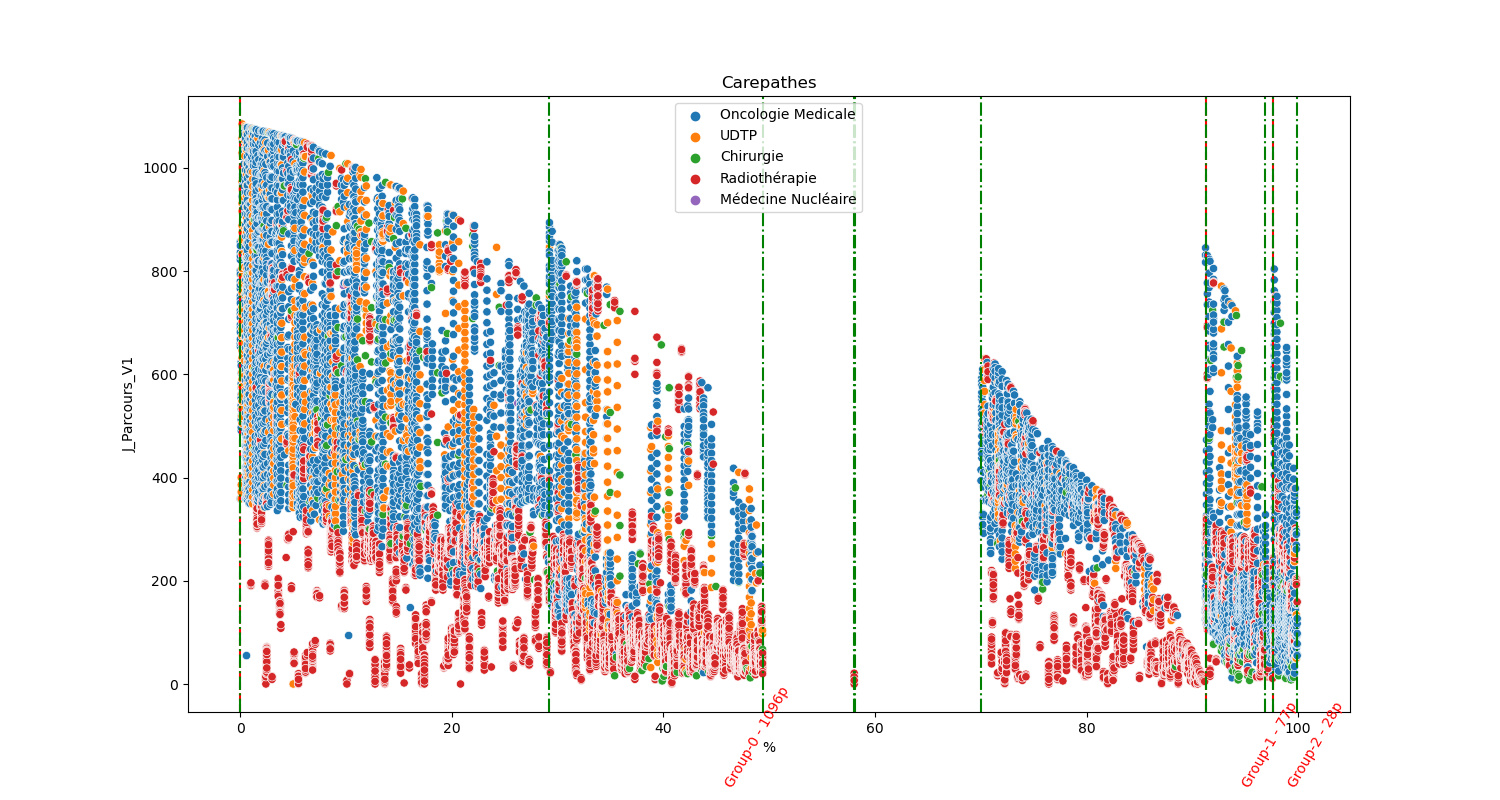 Carepathes
Oncologie Medicale
UDTP
Chirurgie
Radiothérapie
Médecine Nucléaire
J_Parcours_V1
1000
800
600
400
200
0
0 20 40 60 80 100
%
Group-0 - 1096p
Group-1 - 77p
Group-2 - 28p